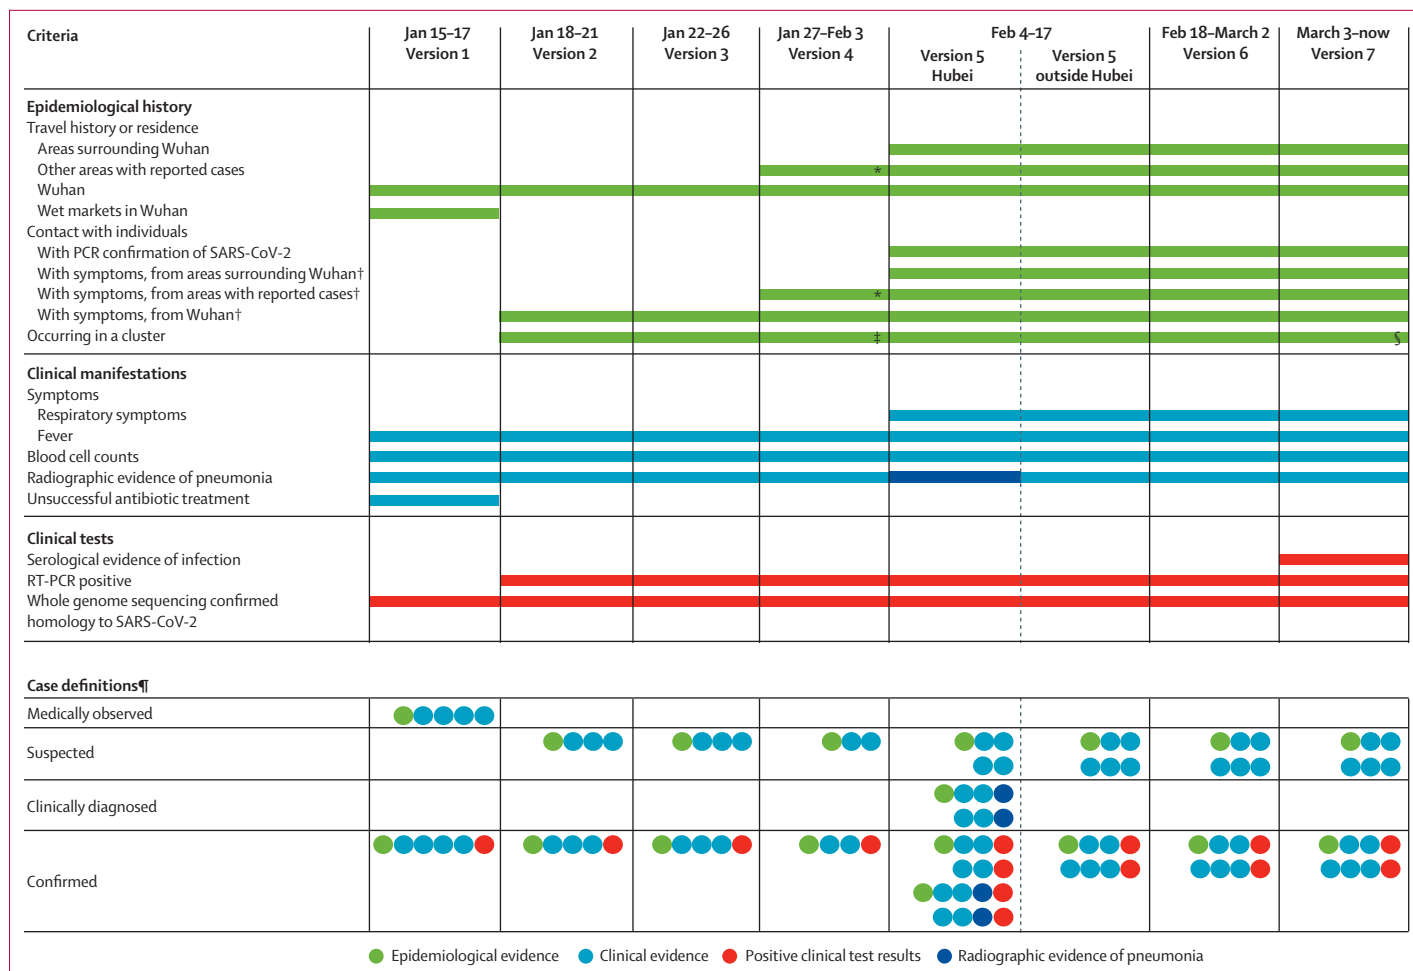 Criteria
Jan 15–17
Version 1
Jan 18–21
Version 2
Jan 22–26
Version 3
Jan 27–Feb 3
Version 4
Feb 4–17
Version 5
Hubei
Version 5
outside Hubei
Feb 18–March 2
Version 6
March 3–now
Version 7
Epidemiological history
Travel history or residence
Areas surrounding Wuhan
Other areas with reported cases
*
Wuhan
Wet markets in Wuhan
Contact with individuals
With PCR confirmation of SARS-CoV-2
With symptoms, from areas surrounding Wuhan†
With symptoms, from areas with reported cases†
*
With symptoms, from Wuhan†
Occurring in a cluster
‡
§
Clinical manifestations
Symptoms
Respiratory symptoms
Fever
Blood cell counts
Radiographic evidence of pneumonia
Unsuccessful antibiotic treatment
Clinical tests
Serological evidence of infection
RT-PCR positive
Whole genome sequencing confirmed
homology to SARS-CoV-2
Case definitions¶
Medically observed
Suspected
Clinically diagnosed
Confirmed
Epidemiological evidence
Clinical evidence
Positive clinical test results
Radiographic evidence of pneumonia